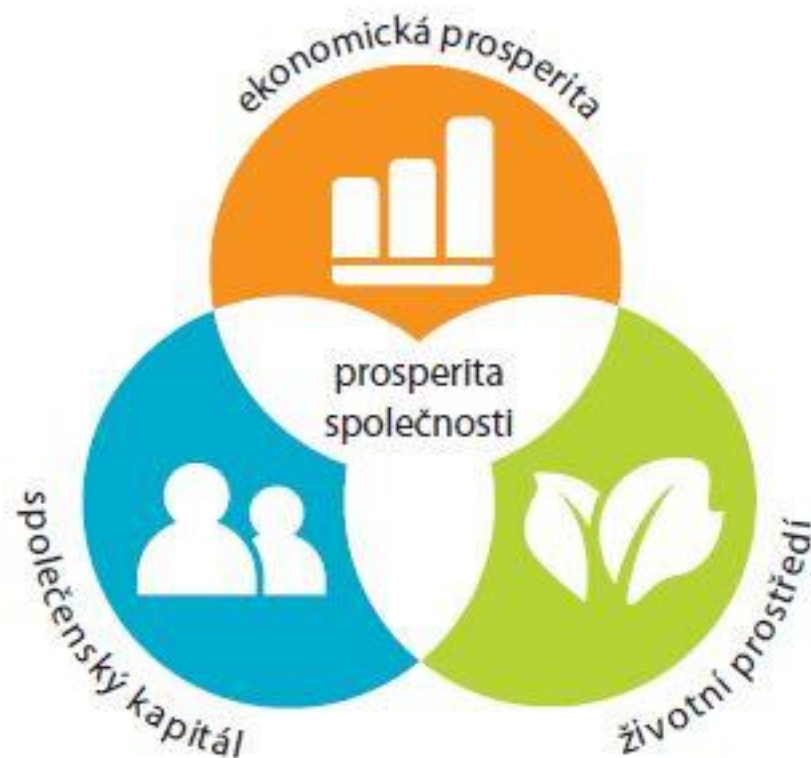 ekonomická prosperita
prosperita
společnosti
společenský kapitál
životní prostředí